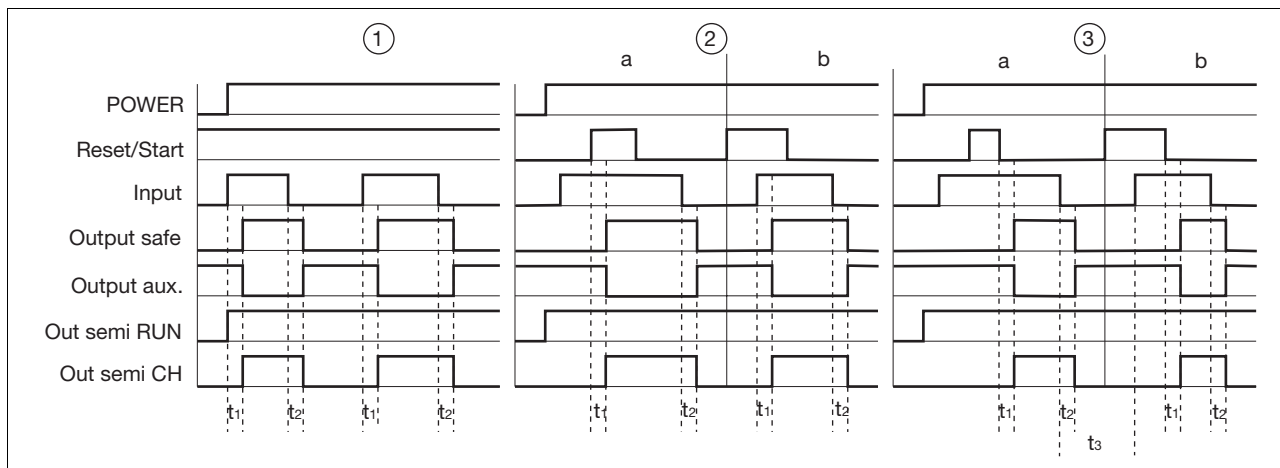 ① ② ③
a b a b
POWER
Reset/Start
Input
Output safe
Output aux.
Out semi RUN
Out semi CH
t1 t2 t1 t2 t1 t2 t1 t2 t1 t2 t1 t2
t3